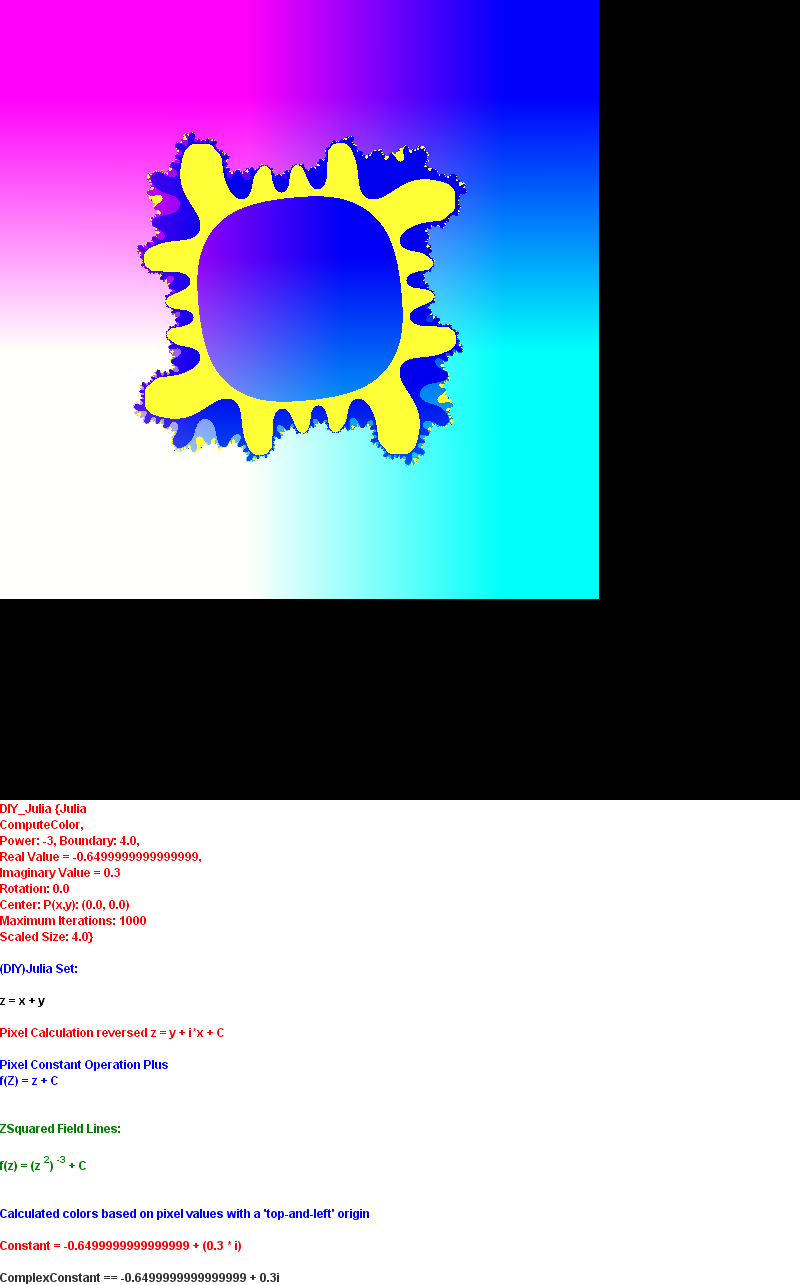 DIY_Julia {Julia
ComputeColor,
Power: -3, Boundary: 4.0,
Real Value = -0.6499999999999999,
Imaginary Value = 0.3
Rotation: 0.0
Center: P(x,y): (0.0, 0.0)
Maximum Iterations: 1000
Scaled Size: 4.0}
(DIY)Julia Set:
z = x + y
Pixel Calculation reversed z = y + i*x + C
Pixel Constant Operation Plus
f(Z) = z + C
ZSquared Field Lines:
f(z) = (z 2) -3 + C
Calculated colors based on pixel values with a 'top-and-left' origin
Constant = -0.6499999999999999 + (0.3 * i)
ComplexConstant == -0.6499999999999999 + 0.3i